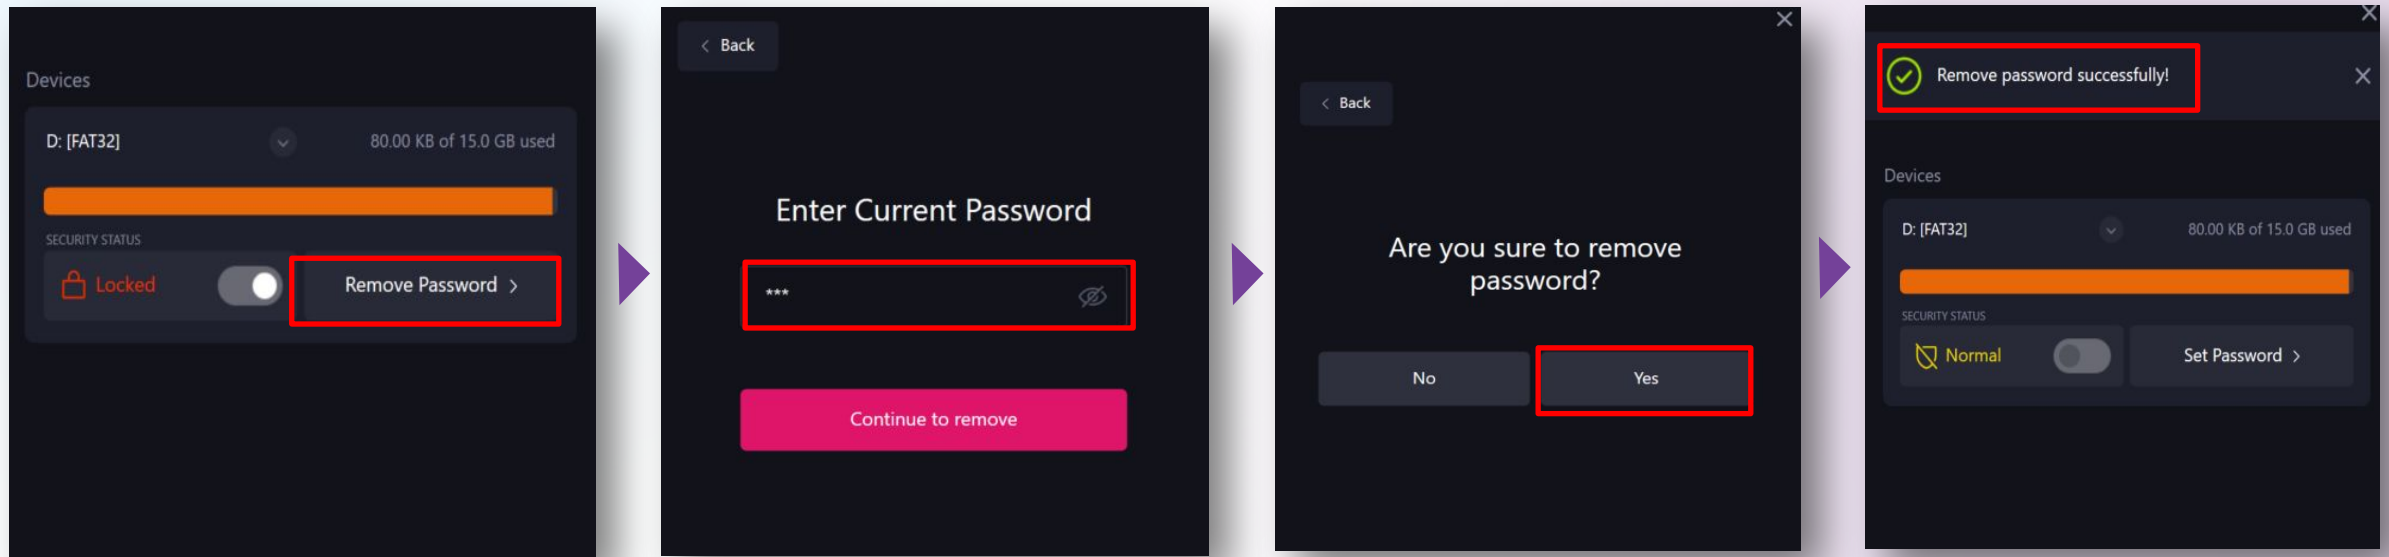 Devices
D: [FAT32]
80.00 KB of 15.0 GB used
SECURITY STATUS
Locked
Remove Password >
< Back
Enter Current Password
***
Continue to remove
< Back
Are you sure to remove
password?
No
Yes
Remove password successfully!
Devices
D: [FAT32]
80.00 KB of 15.0 GB used
SECURITY STATUS
Normal
Set Password >